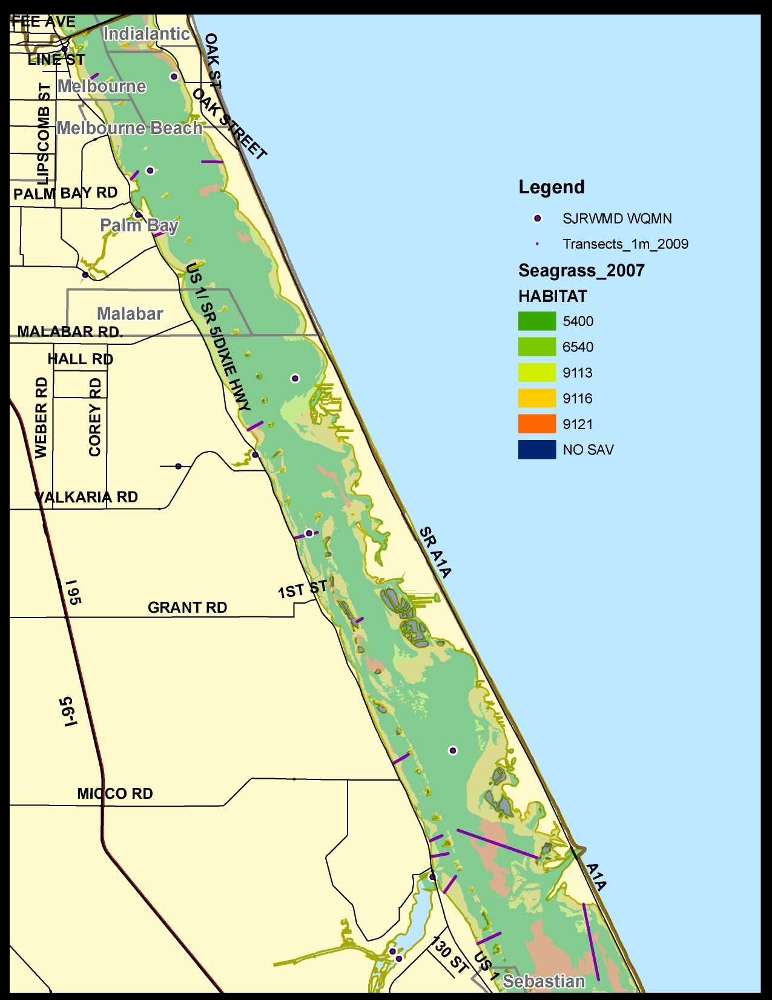 FEE AVE
Indialantic
OAK ST
LINE ST
Melbourne
LIPSCOMB ST
OAK STREET
Melbourne Beach
PALM BAY RD
Palm Bay
US 1/ SR 5/DIXIE HWY
Malabar
MALABAR RD.
HALL RD
WEBER RD
COREY RD
VALKARIA RD
SR A1A
I 95
1ST ST
GRANT RD
I-95
MICCO RD
A1A
130 ST
US 1
Sebastian
Legend
SJRWMD WQMN
Transects_1m_2009
Seagrass_2007
HABITAT
5400
6540
9113
9116
9121
NO SAV